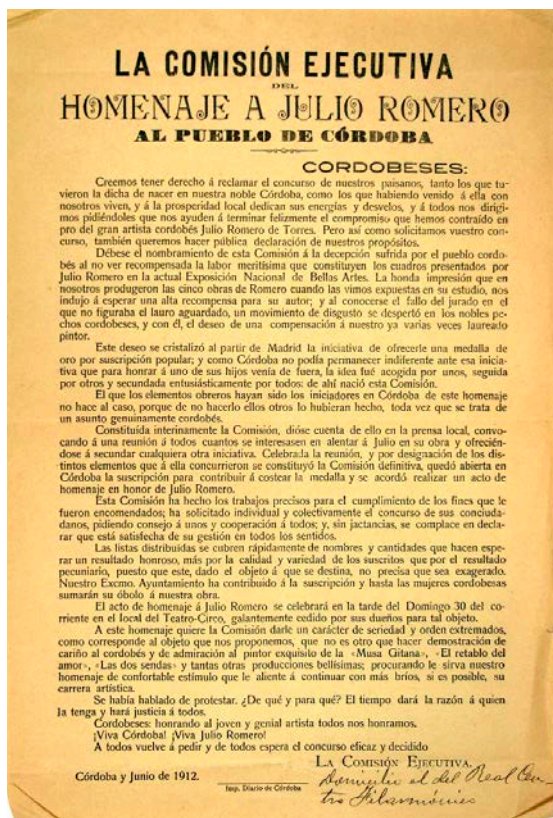 LA COMISIÓN EJECUTIVA
DEL
HOMENAJE A JULIO ROMERO
AL PUEBLO DE CÓRDOBA
CORDOBESES:
Creemos tener derecho á reclamar el concurso de nuestros paisanos, tanto los que tu-
vieron la dicha de nacer en nuestra noble Córdoba, como los que habiendo venido á ella con
nosotros viven, y á la prosperidad local dedican sus energías y desvelos, y á todos nos dirigi-
mos pidiéndoles que nos ayuden á terminar felizmente el compromiso que hemos contraído en
pro del gran artista cordobés Julio Romero de Torres. Pero así como solicitamos vuestro con-
curso, también queremos hacer pública declaración de nuestros propósitos.
Débese el nombramiento de esta Comisión á la decepción sufrida por el pueblo cordo-
bés al no ver recompensada la labor meritísima que constituyen los cuadros presentados por
Julio Romero en la actual Exposición Nacional de Bellas Artes. La honda impresión que en
nosotros produgeron las cinco obras de Romero cuando las vimos expuestas en su estudio, nos
indujo á esperar una alta recompensa para su autor; y al conocerse el fallo del jurado en el
que no figuraba el lauro aguardado, un movimiento de disgusto se despertó en los nobles pe-
chos cordobeses, y con él, el deseo de una compensación á nuestro ya varias veces laureado
pintor.
Este deseo se cristalizó al partir de Madrid la iniciativa de ofrecerle una medalla de
oro por suscripción popular; y como Córdoba no podía permanecer indiferente ante esa inicia-
tiva que para honrar á uno de sus hijos venía de fuera, la idea fué acogida por unos, seguida
por otros y secundada entusiásticamente por todos: de ahí nació esta Comisión.
El que los elementos obreros hayan sido los iniciadores en Córdoba de este homenaje
no hace al caso, porque de no hacerlo ellos otros lo hubieran hecho, toda vez que se trata de
un asunto genuinamente cordobés.
Constituída interinamente la Comisión, dióse cuenta de ello en la prensa local, convo-
cando á una reunión á todos cuantos se interesasen en alentar á Julio en su obra y ofrecién-
dose á secundar cualquiera otra iniciativa. Celebrada la reunión, y por designación de los dis-
tintos elementos que á ella concurrieron se constituyó la Comisión definitiva, quedó abierta en
Córdoba la suscripción para contribuir á costear la medalla y se acordó realizar un acto de
homenaje en honor de Julio Romero.
Esta Comisión ha hecho los trabajos precisos para el cumplimiento de los fines que le
fueron encomendados; ha solicitado individual y colectivamente el concurso de sus conciuda-
danos, pidiendo consejo á unos y cooperación á todos; y, sin jactancias, se complace en decla-
rar que está satisfecha de su gestión en todos los sentidos.
Las listas distribuidas se cubren rápidamente de nombres y cantidades que hacen espe-
rar un resultado honroso, más por la calidad y variedad de los suscritos que por el resultado
pecuniario, puesto que este, dado el objeto á que se destina, no precisa que sea exagerado.
Nuestro Excmo. Ayuntamiento ha contribuido á la suscripción y hasta las mujeres cordobesas
sumarán su óbolo á nuestra obra.
El acto de homenaje á Julio Romero se celebrará en la tarde del Domingo 30 del co-
rriente en el local del Teatro-Circo, galantemente cedido por sus dueños para tal objeto.
A este homenaje quiere la Comisión darle un carácter de seriedad y orden extremados,
como corresponde al objeto que nos proponemos, que no es otro que hacer demostración de
cariño al cordobés y de admiración al pintor exquisito de la «Musa Gitana», «El retablo del
amor», «Las dos sendas» y tantas otras producciones bellísimas; procurando le sirva nuestro
homenaje de confortable estímulo que le aliente á continuar con más bríos, si es posible, su
carrera artística.
Se había hablado de protestar. ¿De qué y para qué? El tiempo dará la razón á quien
la tenga y hará justicia á todos.
Cordobeses: honrando al joven y genial artista todos nos honramos.
¡Viva Córdoba! ¡Viva Julio Romero!
A todos vuelve á pedir y de todos espera el concurso eficaz y decidido
LA COMISIÓN EJECUTIVA.
Córdoba y Junio de 1912.
Imp. Diario de Córdoba
Domicilio el del Real Cen-
tro Filarmónico